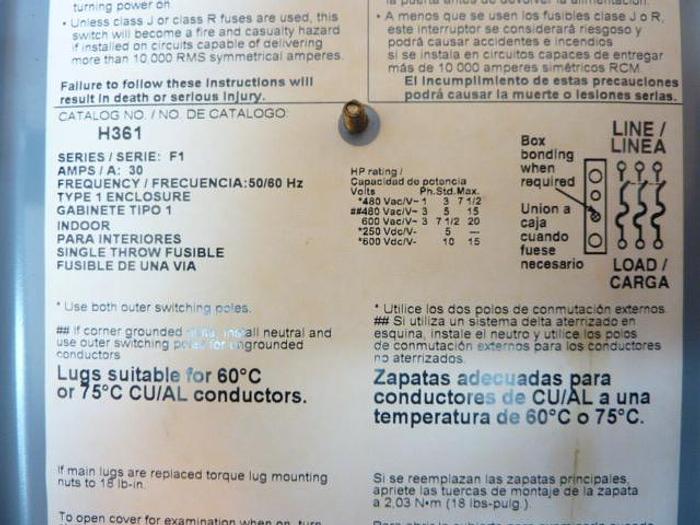 turning power on.
• Unless class J or class R fuses are used, this
switch will become a fire and casualty hazard
if installed on circuits capable of delivering
more than 10 000 RMS symmetrical amperes.
Failure to follow these instructions will
result in death or serious injury.
la puerta antes de devolver la alimentación.
• A menos que se usen los fusibles clase J o R,
este interruptor se considerará riesgoso y
podrá causar accidentes e incendios
si se instala en circuitos capaces de entregar
más de 10 000 amperes simétricos RCM.
El incumplimiento de estas precauciones
podrá causar la muerte o lesiones serias.
CATALOG NO. / NO. DE CATALOGO:
H361
SERIES / SERIE: F1
AMPS / A: 30
FREQUENCY / FRECUENCIA:50/60 Hz
TYPE 1 ENCLOSURE
GABINETE TIPO 1
INDOOR
PARA INTERIORES
SINGLE THROW FUSIBLE
FUSIBLE DE UNA VIA
HP rating /
Capacidad de potencia
Volts Ph. Std. Max.
*480 Vac/V~ 1 3 7 1/2
##480 Vac/V~ 3 5 15
600 Vac/V~ 3 7 1/2 20
*250 Vdc/V- 5 —
*600 Vdc/V- 10 15
Box
bonding
when
required
Union a
caja
cuando
fuese
necesario
LINE /
LINEA
LOAD /
CARGA
* Use both outer switching poles.
## If corner grounded install neutral and
use outer switching poles for ungrounded
conductors
Lugs suitable for 60°C
or 75°C CU/AL conductors.
If main lugs are replaced torque lug mounting
nuts to 18 lb-in.
To open cover for examination when on, turn
* Utilice los dos polos de conmutación externos.
## Si utiliza un sistema delta aterrizado en
esquina, instale el neutro y utilice los polos
de conmutación externos para los conductores
no aterrizados.
Zapatas adecuadas para
conductores de CU/AL a una
temperatura de 60°C o 75°C.
Si se reemplazan las zapatas principales,
apriete las tuercas de montaje de la zapata
a 2,03 N•m (18 lbs-pulg.).